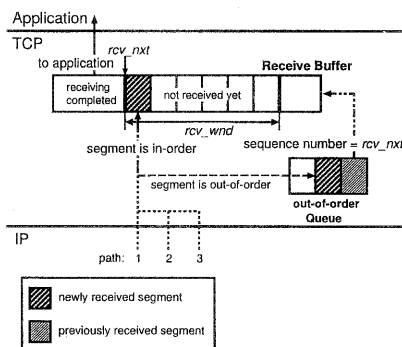 Application
TCP
rcv_nxt
to application
Receive Buffer
receiving
completed
not received yet
rcv_wnd
segment is in-order
sequence number = rcv_nxt
segment is out-of-order
out-of-order
Queue
IP
path: 1 2 3
newly received segment
previously received segment